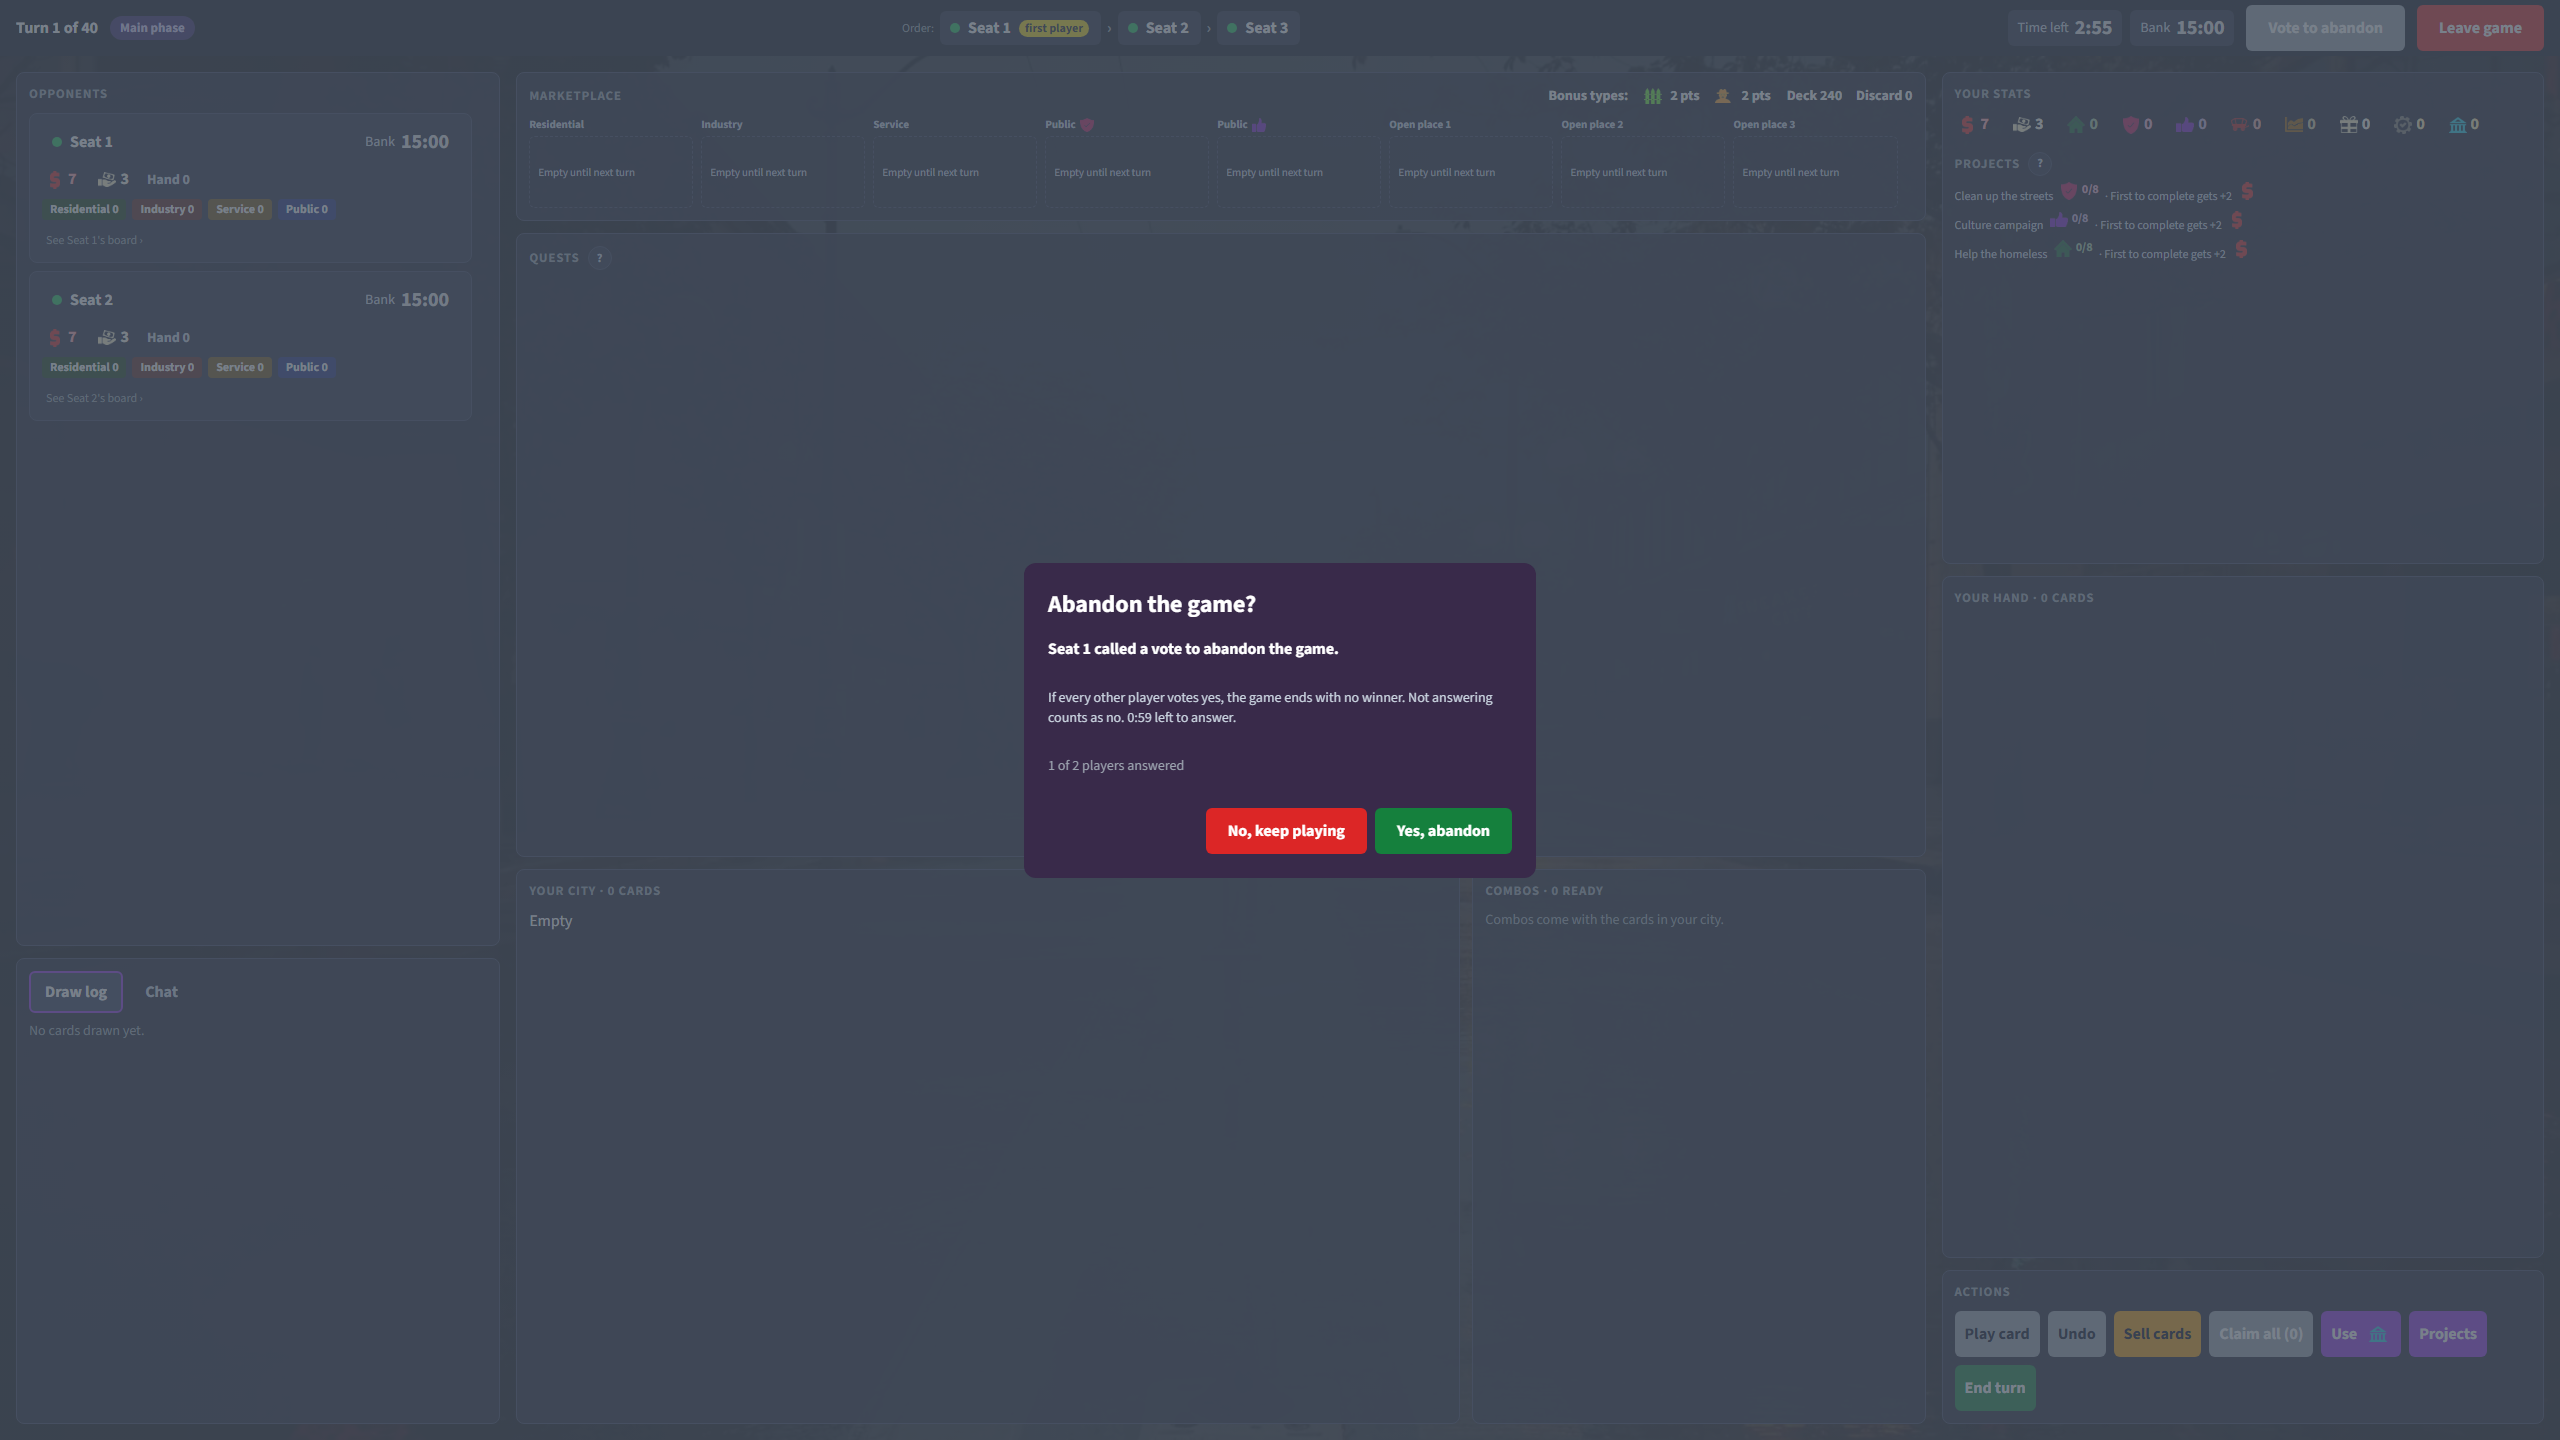 Turn 1 of 40 Main phase
Order: Seat 1 first player › Seat 2 › Seat 3
Time left 2:55 Bank 15:00 Vote to abandon Leave game
OPPONENTS
Seat 1 Bank 15:00
7 3 Hand 0
Residential 0 Industry 0 Service 0 Public 0
See Seat 1's board ›
Seat 2 Bank 15:00
7 3 Hand 0
Residential 0 Industry 0 Service 0 Public 0
See Seat 2's board ›
Draw log Chat
No cards drawn yet.
MARKETPLACE
Bonus types: 2 pts 2 pts Deck 240 Discard 0
Residential Industry Service Public Public Open place 1 Open place 2 Open place 3
Empty until next turn Empty until next turn Empty until next turn Empty until next turn Empty until next turn Empty until next turn Empty until next turn Empty until next turn
QUESTS ?
Abandon the game?
Seat 1 called a vote to abandon the game.
If every other player votes yes, the game ends with no winner. Not answering
counts as no. 0:59 left to answer.
1 of 2 players answered
No, keep playing Yes, abandon
YOUR CITY · 0 CARDS
Empty
COMBOS · 0 READY
Combos come with the cards in your city.
YOUR STATS
$ 7 3 0 0 0 0 0 0 0 0
PROJECTS ?
Clean up the streets 0/8 · First to complete gets +2 $
Culture campaign 0/8 · First to complete gets +2 $
Help the homeless 0/8 · First to complete gets +2 $
YOUR HAND · 0 CARDS
ACTIONS
Play card Undo Sell cards Claim all (0) Use Projects
End turn